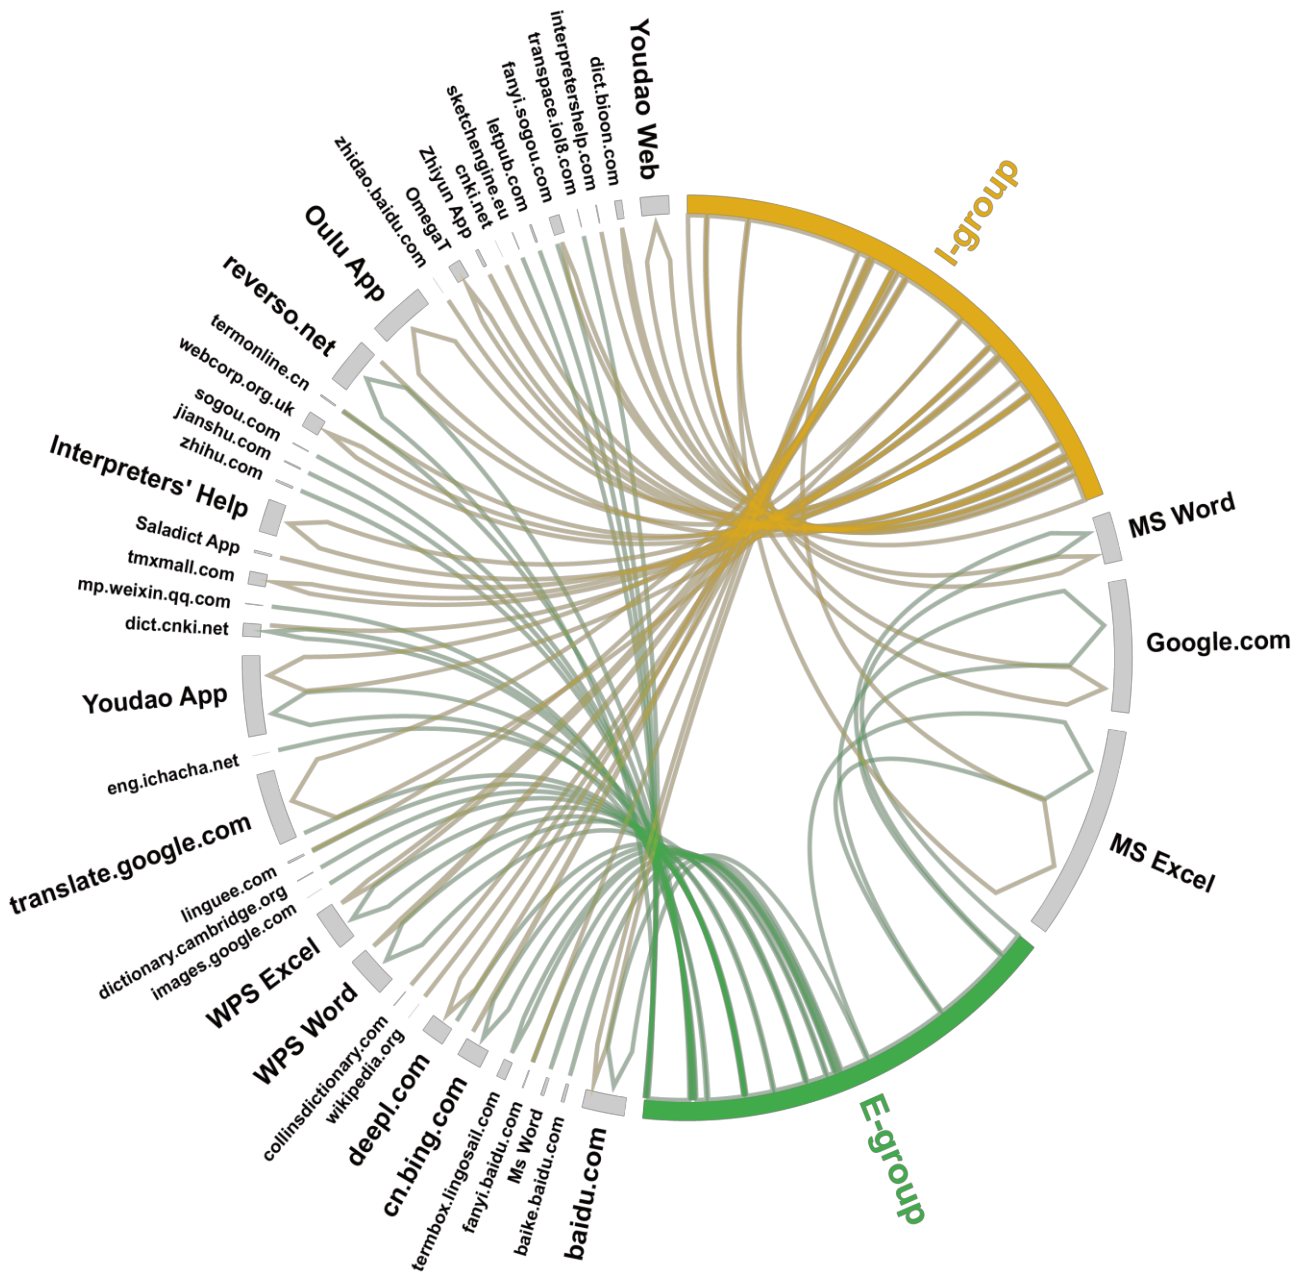 I-group
MS Word
Google.com
MS Excel
E-group
baidu.com
baike.baidu.com
Ms Word
fanyi.baidu.com
termbox.lingosail.com
cn.bing.com
deepl.com
wikipedia.org
collinsdictionary.com
WPS Word
WPS Excel
images.google.com
dictionary.cambridge.org
linguee.com
translate.google.com
eng.ichacha.net
Youdao App
dict.cnki.net
mp.weixin.qq.com
tmxmall.com
Saladict App
Interpreters' Help
zhihu.com
jianshu.com
sogou.com
webcorp.org.uk
termonline.cn
reverso.net
Oulu App
zhidao.baidu.com
OmegaT
Zhiyun App
cnki.net
sketchengine.eu
letpub.com
fanyi.sogou.com
transpace.iol8.com
interpretershelp.com
dict.bioon.com
Youdao Web